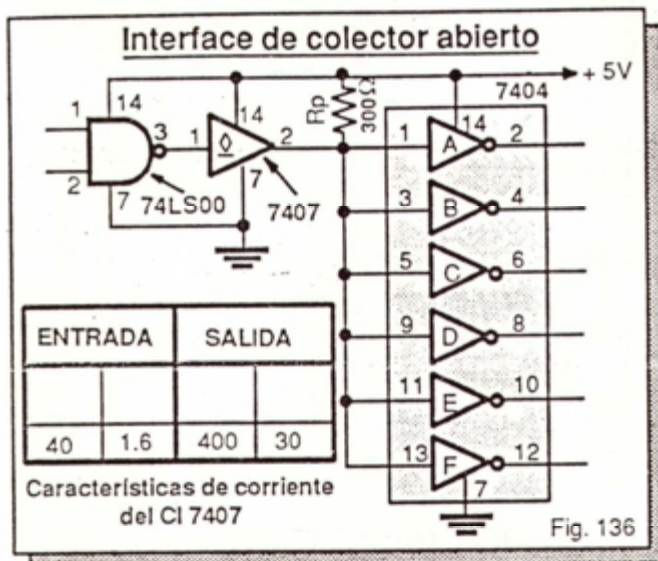 Interface de colector abierto
+ 5V
7404
14
14
14
Rp
300Ω
1
3
1
2
1
A
2
2
7
74LS00
7
7407
3
B
4
5
C
6
ENTRADA
SALIDA
9
D
8
11
E
10
40
1.6
400
30
13
F
12
7
Características de corriente
del CI 7407
Fig. 136